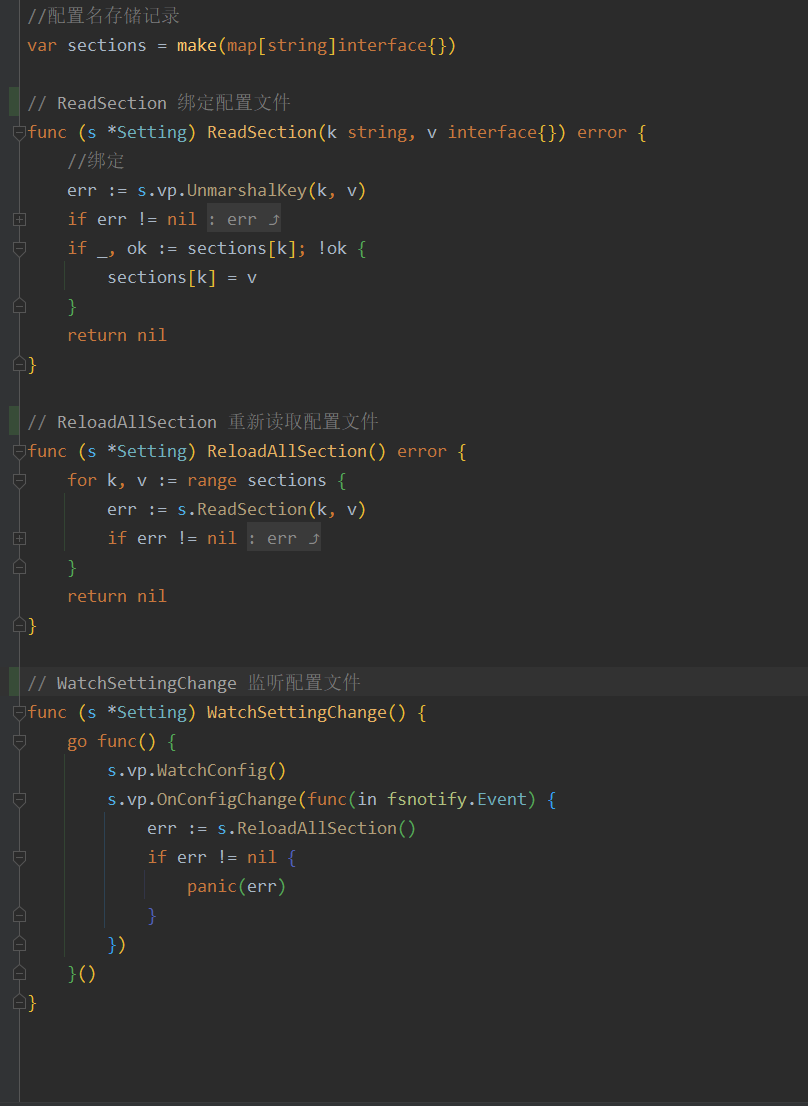 //配置名存储记录
var sections = make(map[string]interface{})
// ReadSection 绑定配置文件
func (s *Setting) ReadSection(k string, v interface{}) error {
//绑定
err := s.vp.UnmarshalKey(k, v)
if err != nil : err ⤴
if _, ok := sections[k]; !ok {
sections[k] = v
}
return nil
}
// ReloadAllSection 重新读取配置文件
func (s *Setting) ReloadAllSection() error {
for k, v := range sections {
err := s.ReadSection(k, v)
if err != nil : err ⤴
}
return nil
}
// WatchSettingChange 监听配置文件
func (s *Setting) WatchSettingChange() {
go func() {
s.vp.WatchConfig()
s.vp.OnConfigChange(func(in fsnotify.Event) {
err := s.ReloadAllSection()
if err != nil {
panic(err)
}
})
}()
}